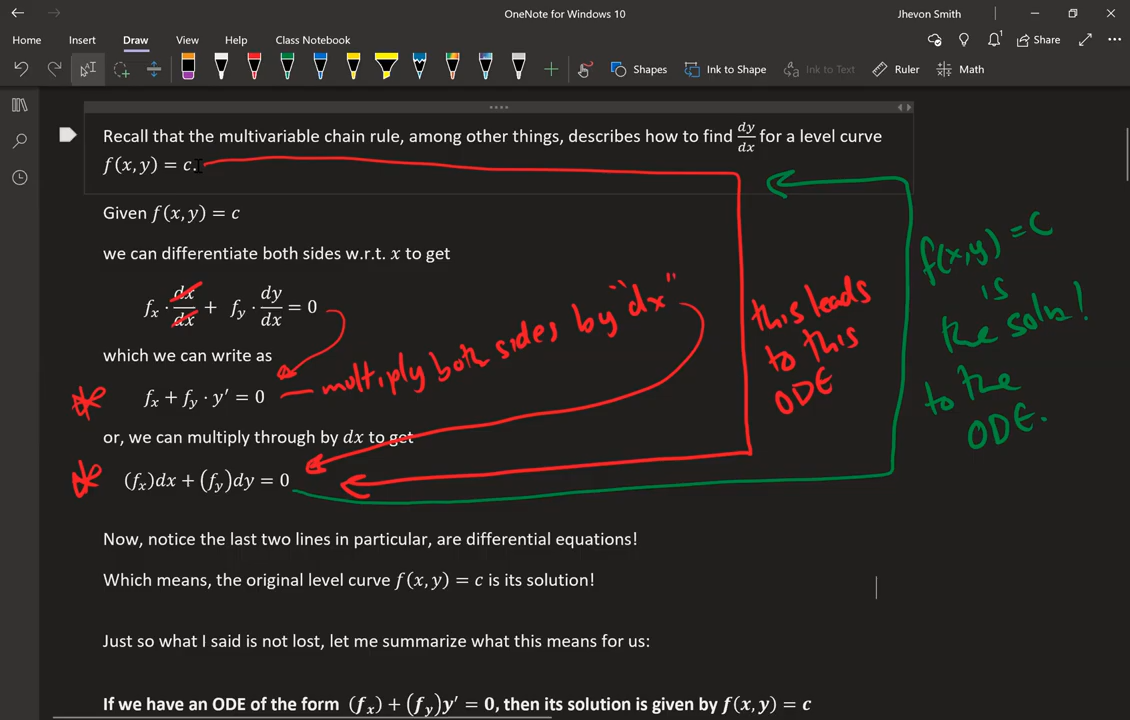 OneNote for Windows 10
Jhevon Smith
Home Insert Draw View Help Class Notebook
Share
Shapes Ink to Shape Ink to Text Ruler Math
Recall that the multivariable chain rule, among other things, describes how to find dy/dx for a level curve
f(x, y) = c.
Given f(x, y) = c
we can differentiate both sides w.r.t. x to get
f_x · dx/dx + f_y · dy/dx = 0
which we can write as
f_x + f_y · y′ = 0
multiply both sides by "dx"
or, we can multiply through by dx to get
(f_x)dx + (f_y)dy = 0
this leads
to this
ODE
f(x,y) = C
is
the soln!
to the
ODE.
Now, notice the last two lines in particular, are differential equations!
Which means, the original level curve f(x, y) = c is its solution!
Just so what I said is not lost, let me summarize what this means for us:
If we have an ODE of the form (f_x) + (f_y)y′ = 0, then its solution is given by f(x, y) = c